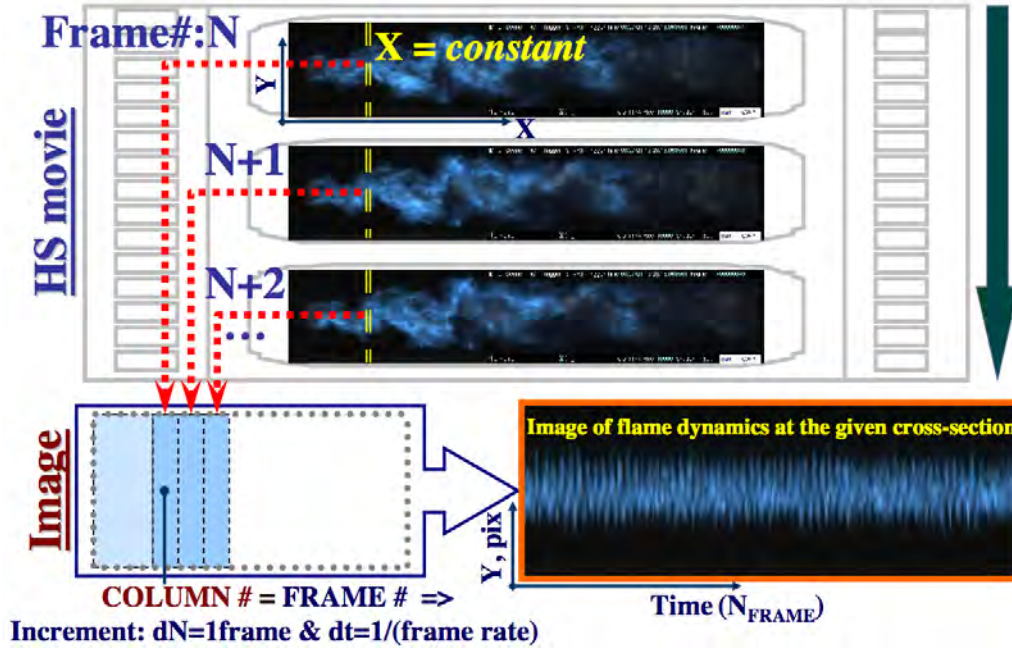 Frame#:N
X = constant
Y
X
HS movie
N+1
N+2
...
Image
Image of flame dynamics at the given cross-section
Y, pix
COLUMN # = FRAME # =>
Time (N_FRAME)
Increment: dN=1frame & dt=1/(frame rate)